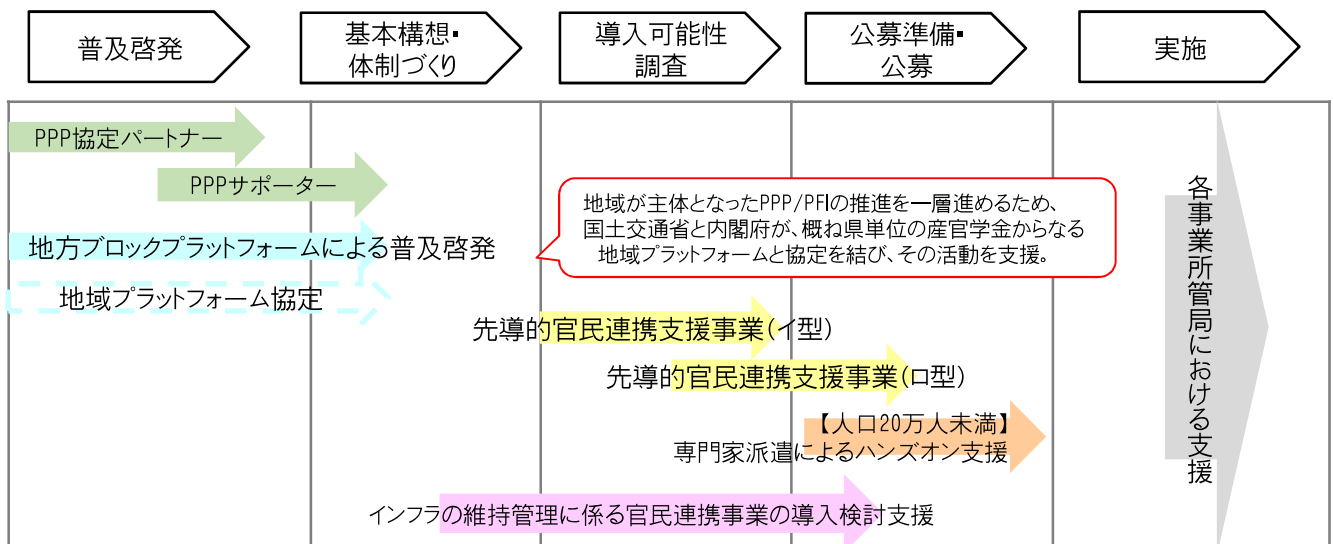 普及啓発
基本構想・
体制づくり
導入可能性
調査
公募準備・
公募
実施
PPP協定パートナー
PPPサポーター
地方ブロックプラットフォームによる普及啓発
地域プラットフォーム協定
地域が主体となったPPP/PFIの推進を一層進めるため、
国土交通省と内閣府が、概ね県単位の産官学金からなる
地域プラットフォームと協定を結び、その活動を支援。
先導的官民連携支援事業(イ型)
先導的官民連携支援事業(ロ型)
【人口20万人未満】
専門家派遣によるハンズオン支援
インフラの維持管理に係る官民連携事業の導入検討支援
各事業所管局における支援